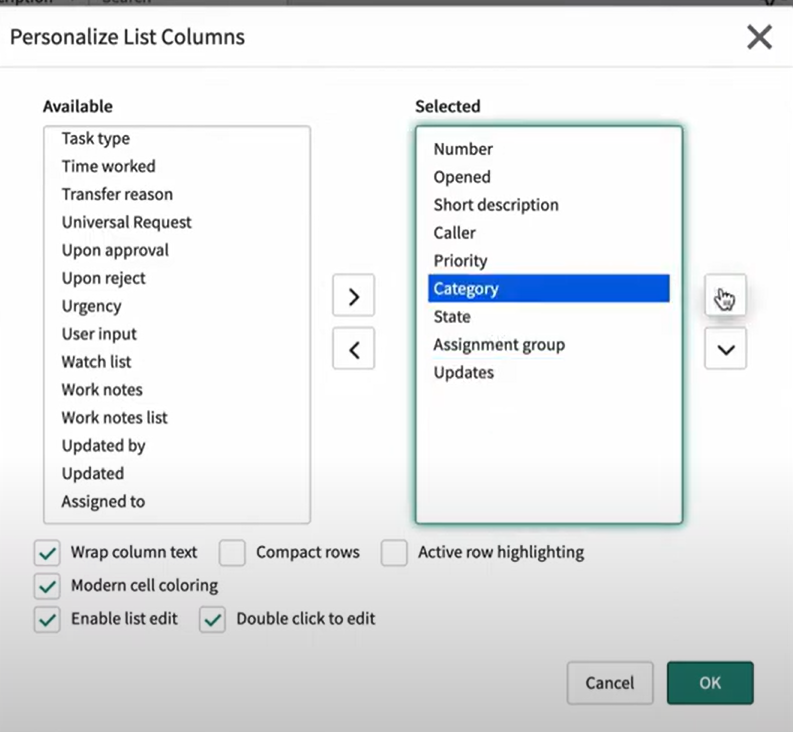 Personalize List Columns
Available
Task type
Time worked
Transfer reason
Universal Request
Upon approval
Upon reject
Urgency
User input
Watch list
Work notes
Work notes list
Updated by
Updated
Assigned to
Selected
Number
Opened
Short description
Caller
Priority
Category
State
Assignment group
Updates
Wrap column text Compact rows Active row highlighting
Modern cell coloring
Enable list edit Double click to edit
Cancel OK